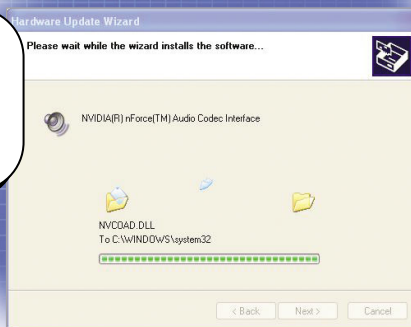 Hardware Update Wizard
Please wait while the wizard installs the software...
NVIDIA(R) nForce(TM) Audio Codec Interface
NVCOAD.DLL
To C:\WINDOWS\system32
< Back
Next >
Cancel